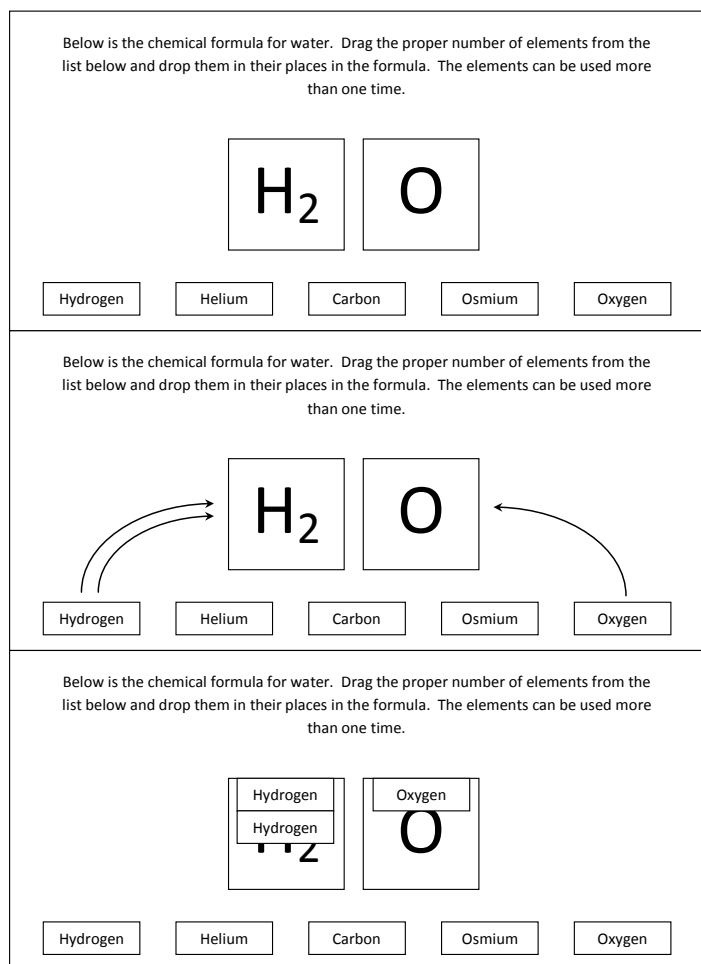 Below is the chemical formula for water. Drag the proper number of elements from the
list below and drop them in their places in the formula. The elements can be used more
than one time.
H₂ O
Hydrogen Helium Carbon Osmium Oxygen
Below is the chemical formula for water. Drag the proper number of elements from the
list below and drop them in their places in the formula. The elements can be used more
than one time.
H₂ O
Hydrogen Helium Carbon Osmium Oxygen
Below is the chemical formula for water. Drag the proper number of elements from the
list below and drop them in their places in the formula. The elements can be used more
than one time.
Hydrogen Oxygen
Hydrogen
H₂ O
Hydrogen Helium Carbon Osmium Oxygen